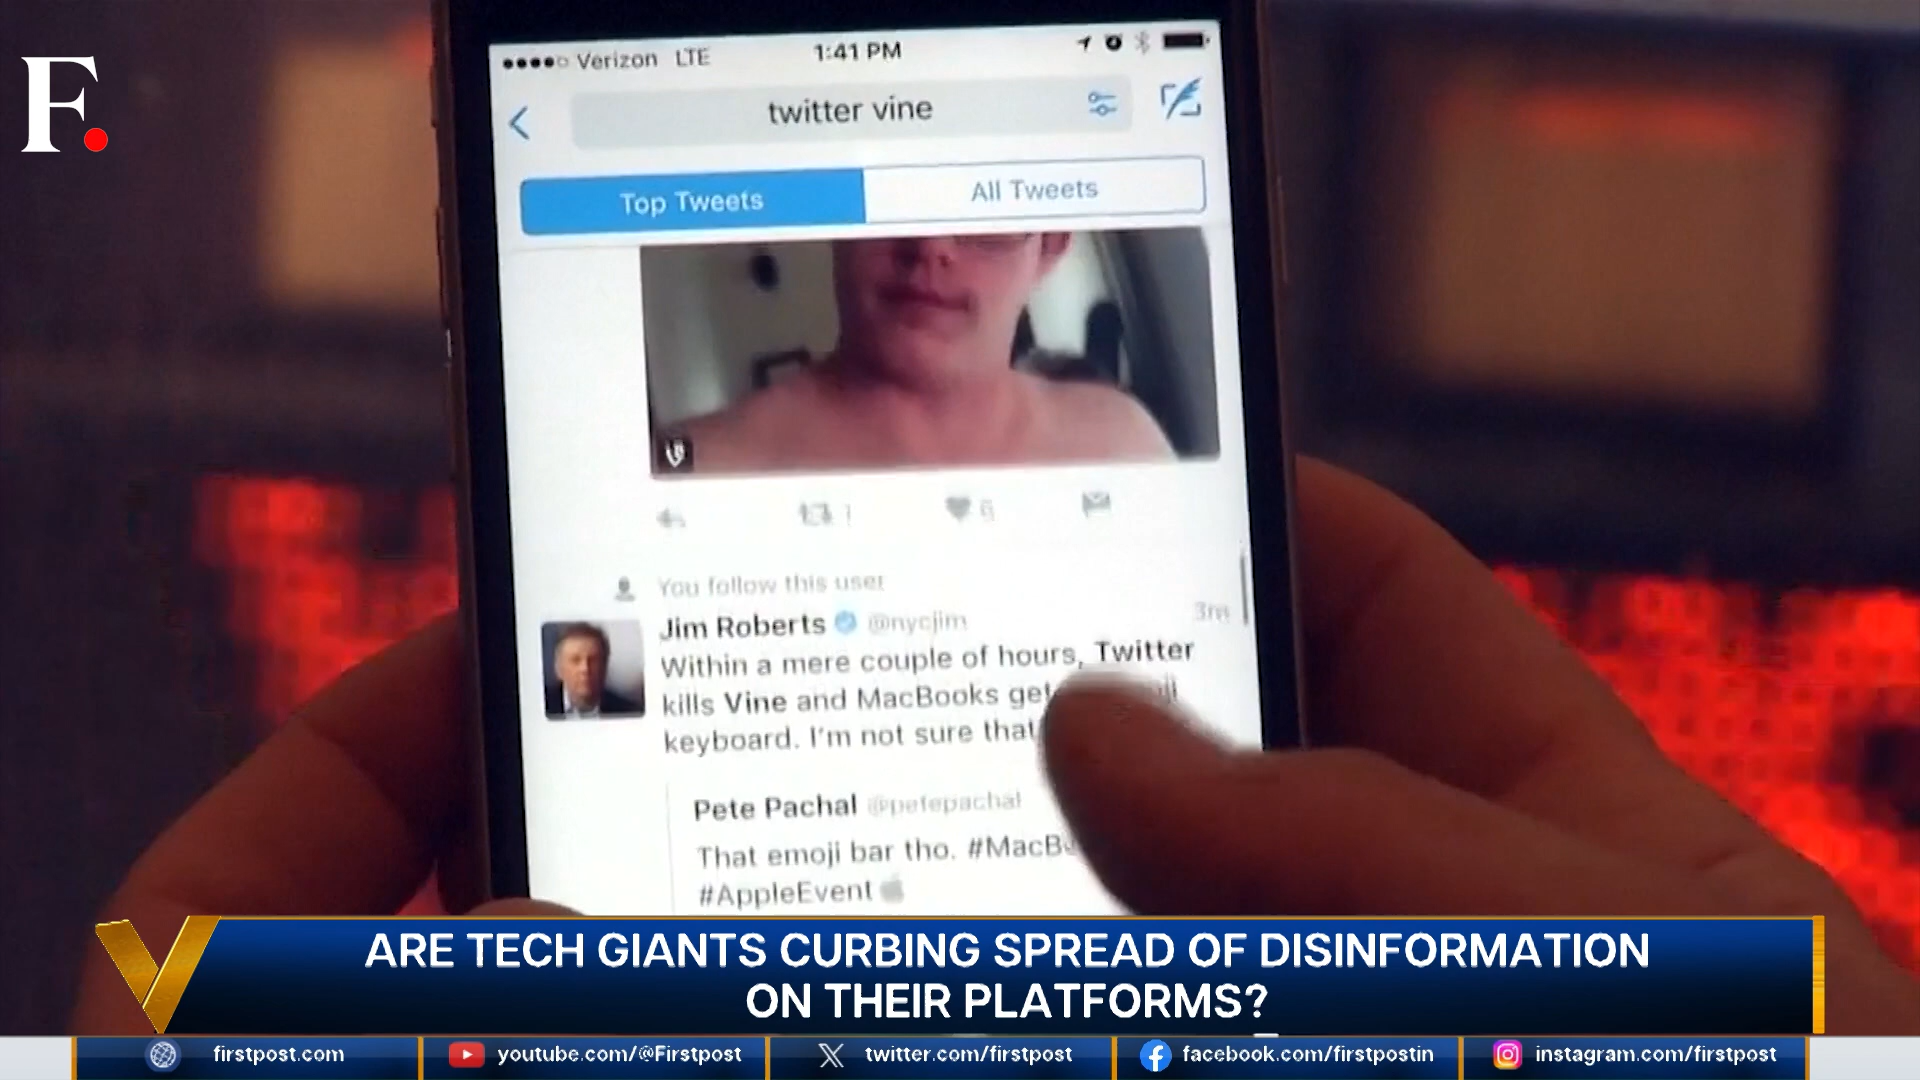 F.
Verizon LTE
1:41 PM
twitter vine
Top Tweets
All Tweets
1
6
You follow this user
Jim Roberts @nycjim
3m
Within a mere couple of hours, Twitter
kills Vine and MacBooks get
keyboard. I'm not sure that
Pete Pachal @petepachal
That emoji bar tho.
#AppleEvent
ARE TECH GIANTS CURBING SPREAD OF DISINFORMATION
ON THEIR PLATFORMS?
firstpost.com
youtube.com/@Firstpost
twitter.com/firstpost
facebook.com/firstpostin
instagram.com/firstpost